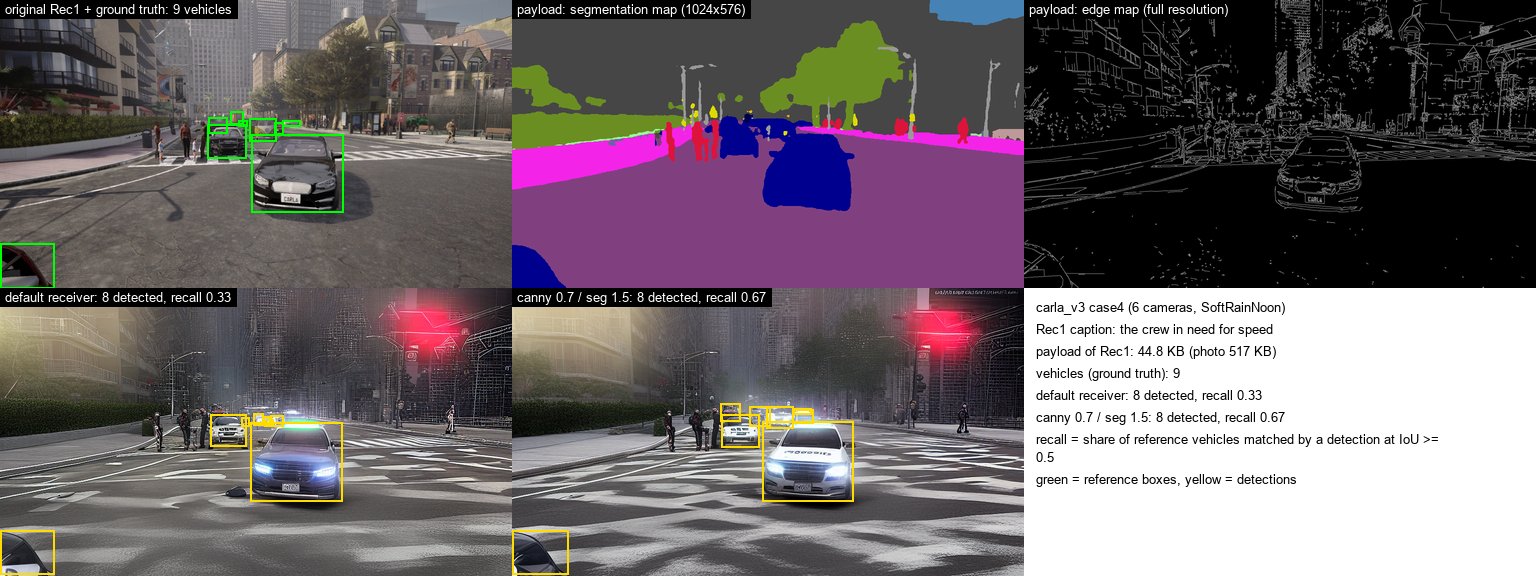 original Rec1 + ground truth: 9 vehicles
payload: segmentation map (1024x576)
payload: edge map (full resolution)
CARLA
CARLA
default receiver: 8 detected, recall 0.33
canny 0.7 / seg 1.5: 8 detected, recall 0.67
carla_v3 case4 (6 cameras, SoftRainNoon)
Rec1 caption: the crew in need for speed
payload of Rec1: 44.8 KB (photo 517 KB)
vehicles (ground truth): 9
default receiver: 8 detected, recall 0.33
canny 0.7 / seg 1.5: 8 detected, recall 0.67
recall = share of reference vehicles matched by a detection at IoU >=
0.5
green = reference boxes, yellow = detections